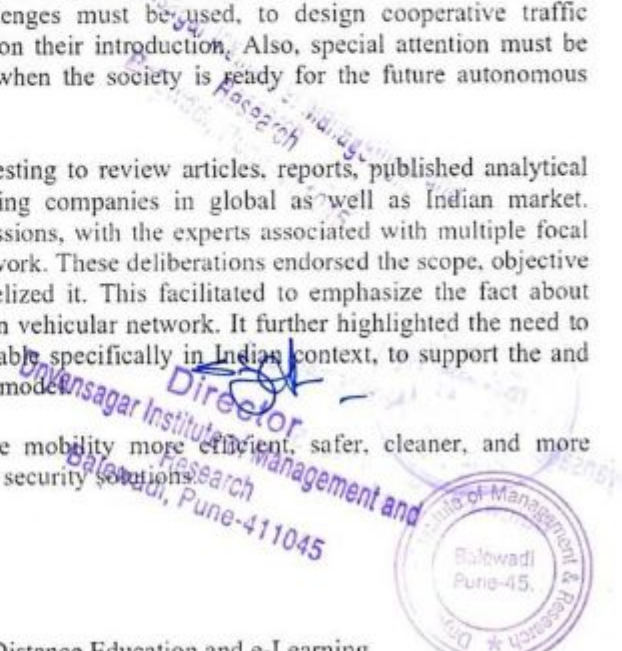 enges must be used, to design cooperative traffic
on their introduction. Also, special attention must be
when the society is ready for the future autonomous
Research
esting to review articles, reports, published analytical
ing companies in global as well as Indian market.
ssions, with the experts associated with multiple focal
work. These deliberations endorsed the scope, objective
elized it. This facilitated to emphasize the fact about
n vehicular network. It further highlighted the need to
able specifically in Indian context, to support the and
model.
Director
Dnyansagar Institute of Management and
Research
Balewadi, Pune-411045
e mobility more efficient, safer, cleaner, and more
security solutions.
Institute of Management & Research
Balewadi
Pune-45.
Distance Education and e-Learning